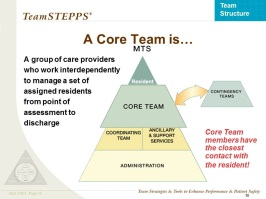 Team
Structure
TeamSTEPPS®
A Core Team is…
MTS
A group of care providers
who work interdependently
to manage a set of
assigned residents
from point of
assessment to
discharge
Resident
CORE TEAM
CONTINGENCY
TEAMS
COORDINATING
TEAM
ANCILLARY
& SUPPORT
SERVICES
ADMINISTRATION
Core Team
members have
the closest
contact with
the resident!
Team Strategies & Tools to Enhance Performance & Patient Safety